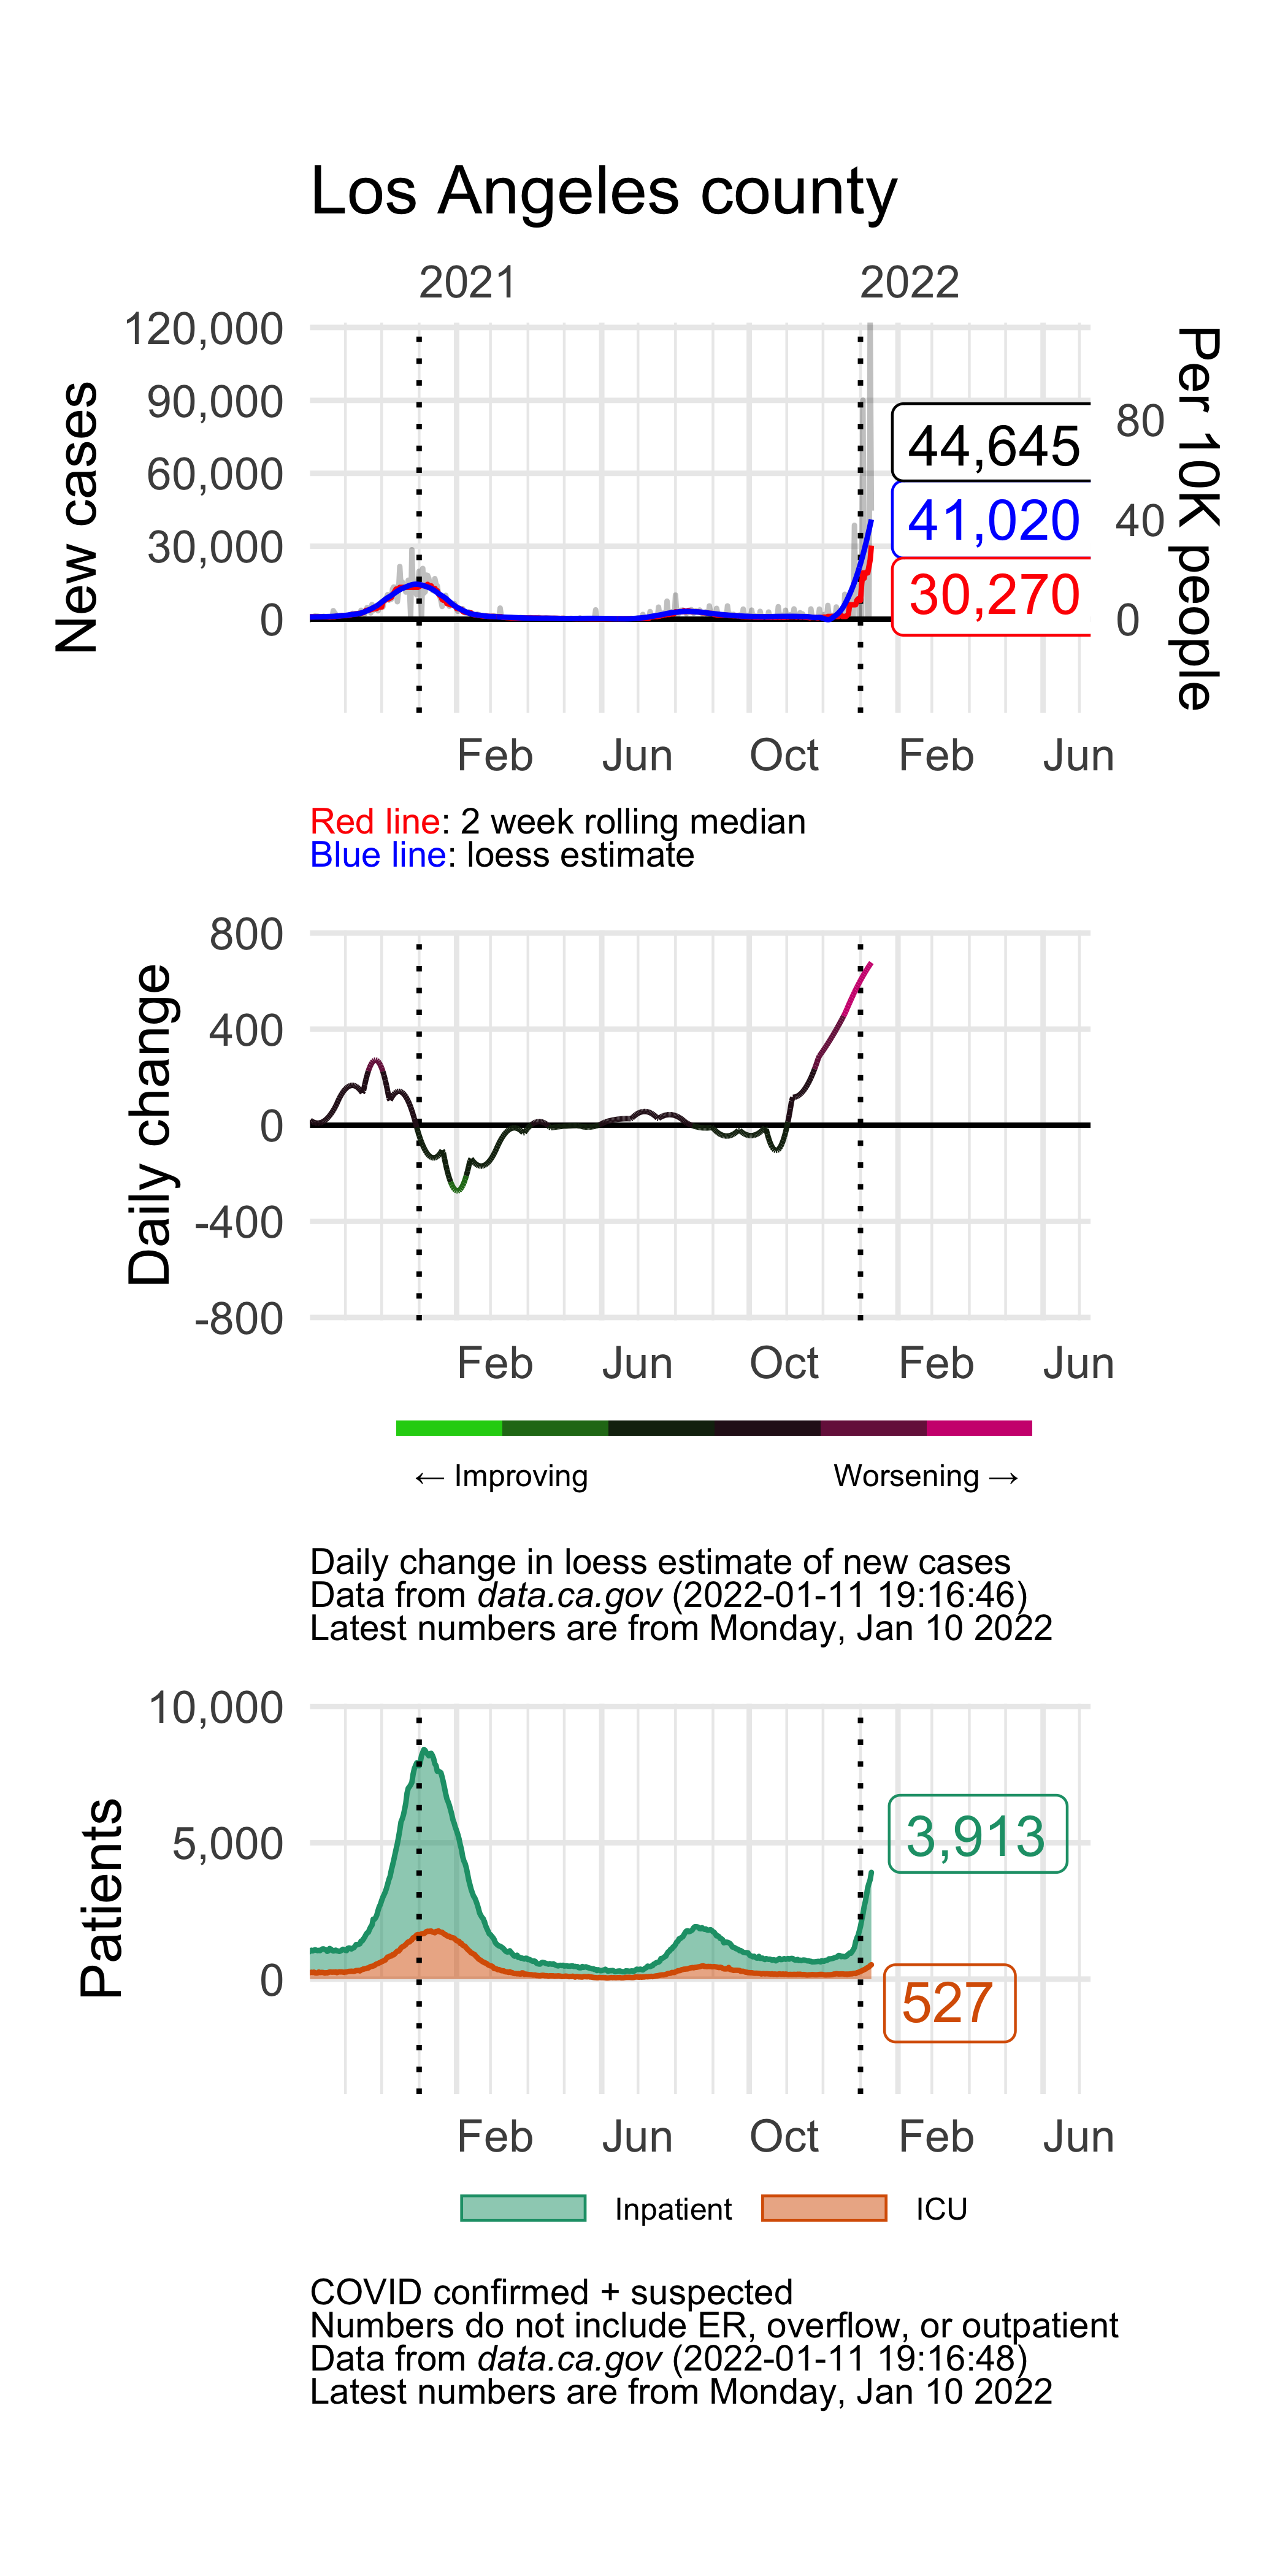 Los Angeles county
2021 2022
120,000
90,000
60,000
30,000
0
New cases
80
40
0
Per 10K people
44,645
41,020
30,270
Feb Jun Oct Feb Jun
Red line: 2 week rolling median
Blue line: loess estimate
800
400
0
-400
-800
Daily change
Feb Jun Oct Feb Jun
← Improving Worsening →
Daily change in loess estimate of new cases
Data from data.ca.gov (2022-01-11 19:16:46)
Latest numbers are from Monday, Jan 10 2022
10,000
5,000
0
Patients
3,913
527
Feb Jun Oct Feb Jun
Inpatient ICU
COVID confirmed + suspected
Numbers do not include ER, overflow, or outpatient
Data from data.ca.gov (2022-01-11 19:16:48)
Latest numbers are from Monday, Jan 10 2022